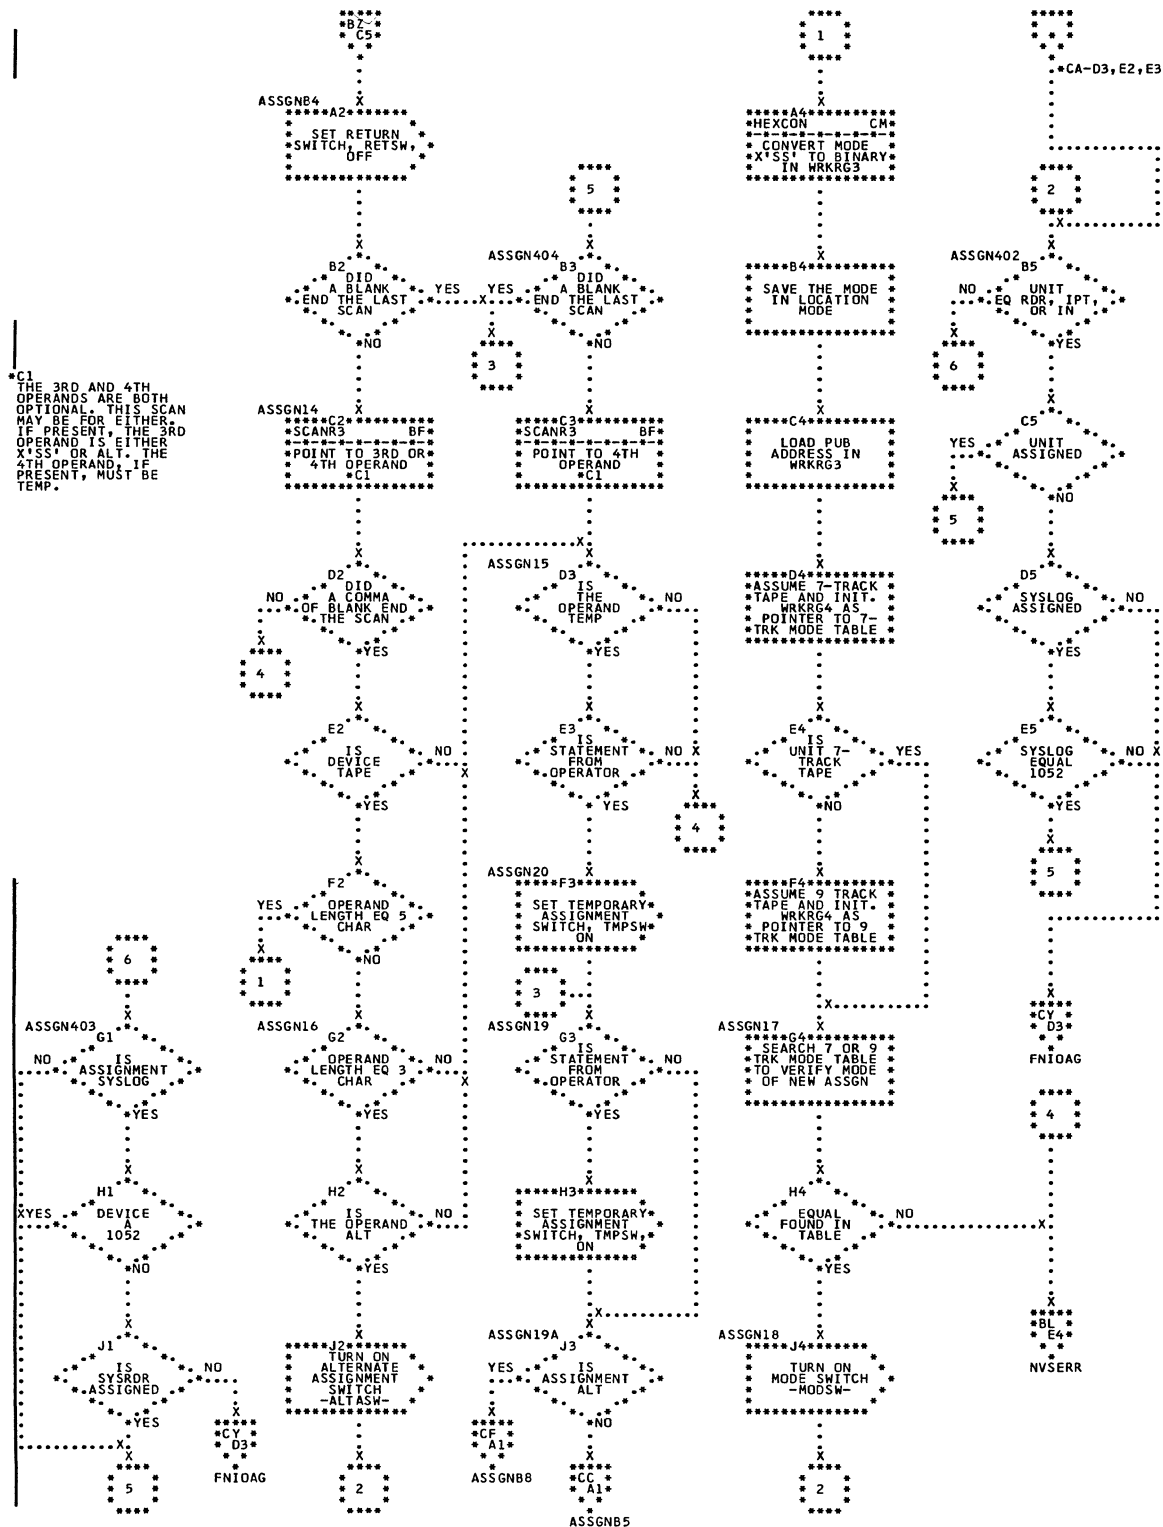 BZ
C5
ASSGNB4
A2
SET RETURN
SWITCH, RETSW,
OFF
B2
DID
A BLANK
END THE LAST
SCAN
YES
NO
*C1
THE 3RD AND 4TH
OPERANDS ARE BOTH
OPTIONAL. THIS SCAN
MAY BE FOR EITHER.
IF PRESENT, THE 3RD
OPERAND IS EITHER
X'SS' OR ALT. THE
4TH OPERAND, IF
PRESENT, MUST BE
TEMP.
ASSGN14
C2
SCANR3 BF
POINT TO 3RD OR
4TH OPERAND
*C1
D2
DID
A COMMA
OF BLANK END
THE SCAN
NO
YES
4
E2
IS
DEVICE
TAPE
NO
YES
F2
OPERAND
LENGTH EQ 5
CHAR
YES
NO
1
ASSGN16
G2
OPERAND
LENGTH EQ 3
CHAR
NO
YES
H2
IS
THE OPERAND
ALT
NO
YES
J2
TURN ON
ALTERNATE
ASSIGNMENT
SWITCH
-ALTASW-
2
6
ASSGN403
G1
IS
ASSIGNMENT
SYSLOG
NO
YES
H1
DEVICE
A
1052
YES
NO
J1
IS
SYSRDR
ASSIGNED
NO
YES
CY
D3
FNIOAG
5
5
ASSGN404
B3
DID
A BLANK
END THE LAST
SCAN
YES
NO
3
C3
SCANR3 BF
POINT TO 4TH
OPERAND
*C1
ASSGN15
D3
IS
THE
OPERAND
TEMP
NO
YES
E3
IS
STATEMENT
FROM
OPERATOR
NO
YES
4
ASSGN20
F3
SET TEMPORARY
ASSIGNMENT
SWITCH, TMPSW
ON
3
ASSGN19
G3
IS
STATEMENT
FROM
OPERATOR
NO
YES
H3
SET TEMPORARY
ASSIGNMENT
SWITCH, TMPSW,
ON
ASSGN19A
J3
IS
ASSIGNMENT
ALT
YES
NO
CF
A1
ASSGNB8
CC
A1
ASSGNB5
1
A4
HEXCON CM
CONVERT MODE
X'SS' TO BINARY
IN WRKRG3
B4
SAVE THE MODE
IN LOCATION
MODE
C4
LOAD PUB
ADDRESS IN
WRKRG3
D4
ASSUME 7-TRACK
TAPE AND INIT.
WRKRG4 AS
POINTER TO 7-
TRK MODE TABLE
E4
IS
UNIT 7-
TRACK
TAPE
YES
NO
F4
ASSUME 9 TRACK
TAPE AND INIT.
WRKRG4 AS
POINTER TO 9
TRK MODE TABLE
ASSGN17
G4
SEARCH 7 OR 9
TRK MODE TABLE
TO VERIFY MODE
OF NEW ASSGN
H4
EQUAL
FOUND IN
TABLE
NO
YES
ASSGN18
J4
TURN ON
MODE SWITCH
-MODSW-
2
*CA-D3,E2,E3
2
ASSGN402
B5
UNIT
EQ RDR, IPT,
OR IN
NO
YES
6
C5
UNIT
ASSIGNED
YES
NO
5
D5
SYSLOG
ASSIGNED
NO
YES
E5
SYSLOG
EQUAL
1052
NO
YES
5
CY
D3
FNIOAG
4
BL
E4
NVSERR